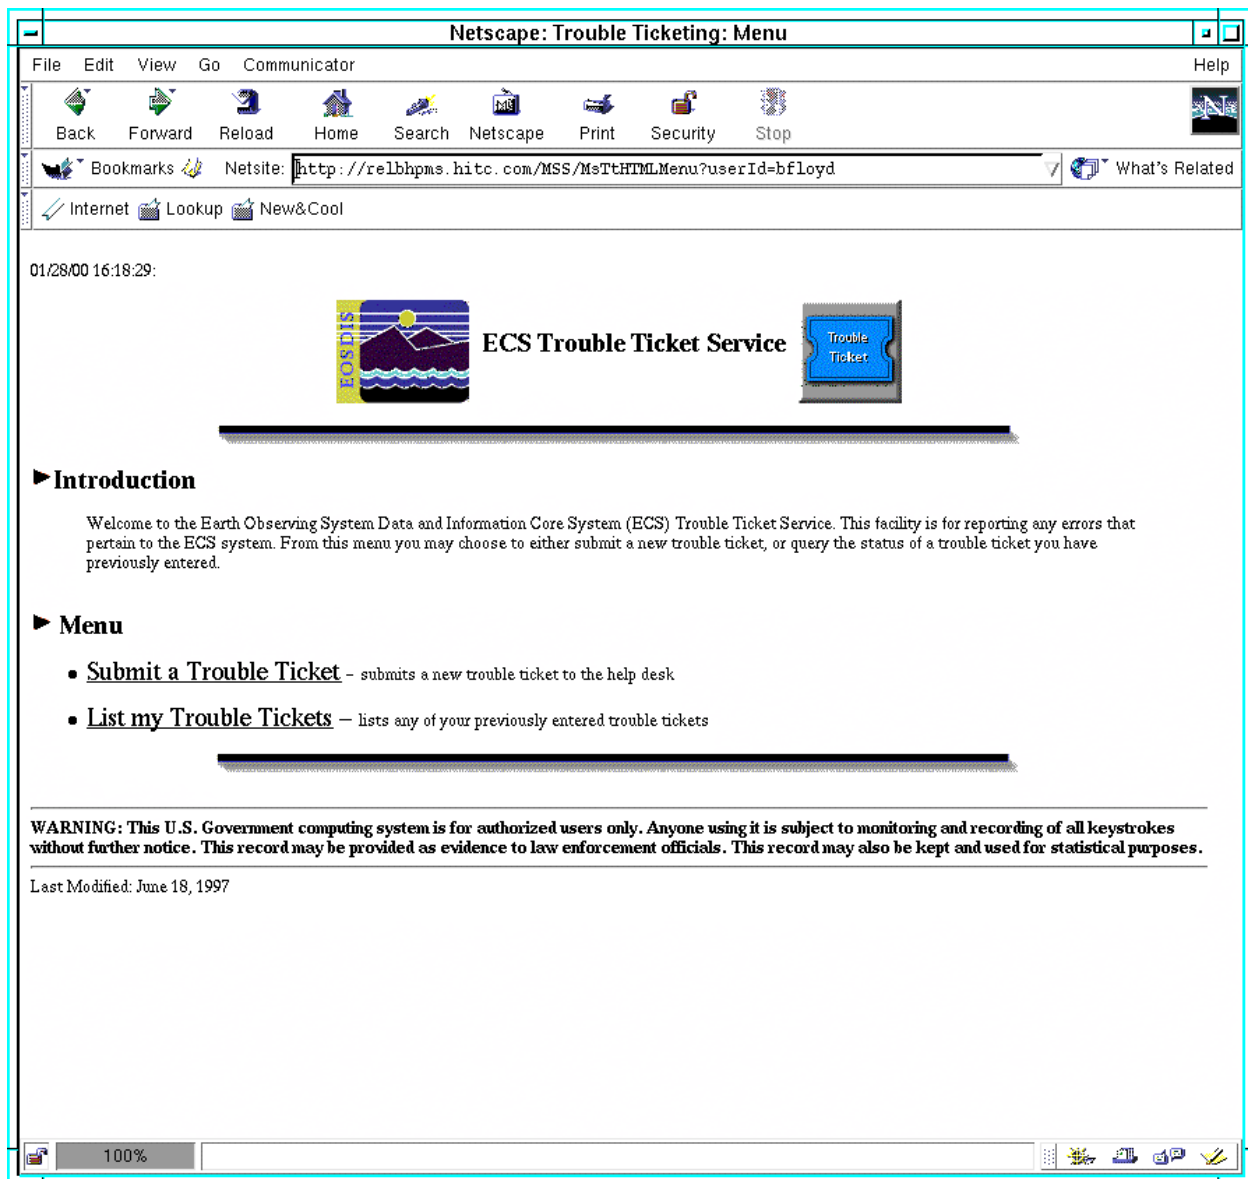 Netscape: Trouble Ticketing: Menu
File Edit View Go Communicator Help
Back Forward Reload Home Search Netscape Print Security Stop
Bookmarks Netsite: http://relbhpms.hitc.com/MSS/MsTtHTMLMenu?userId=bfloyd What's Related
Internet Lookup New&Cool
01/28/00 16:18:29:
EOSDIS
ECS Trouble Ticket Service
Trouble
Ticket
Introduction
Welcome to the Earth Observing System Data and Information Core System (ECS) Trouble Ticket Service. This facility is for reporting any errors that
pertain to the ECS system. From this menu you may choose to either submit a new trouble ticket, or query the status of a trouble ticket you have
previously entered.
Menu
• Submit a Trouble Ticket – submits a new trouble ticket to the help desk
• List my Trouble Tickets — lists any of your previously entered trouble tickets
WARNING: This U.S. Government computing system is for authorized users only. Anyone using it is subject to monitoring and recording of all keystrokes
without further notice. This record may be provided as evidence to law enforcement officials. This record may also be kept and used for statistical purposes.
Last Modified: June 18, 1997
100%